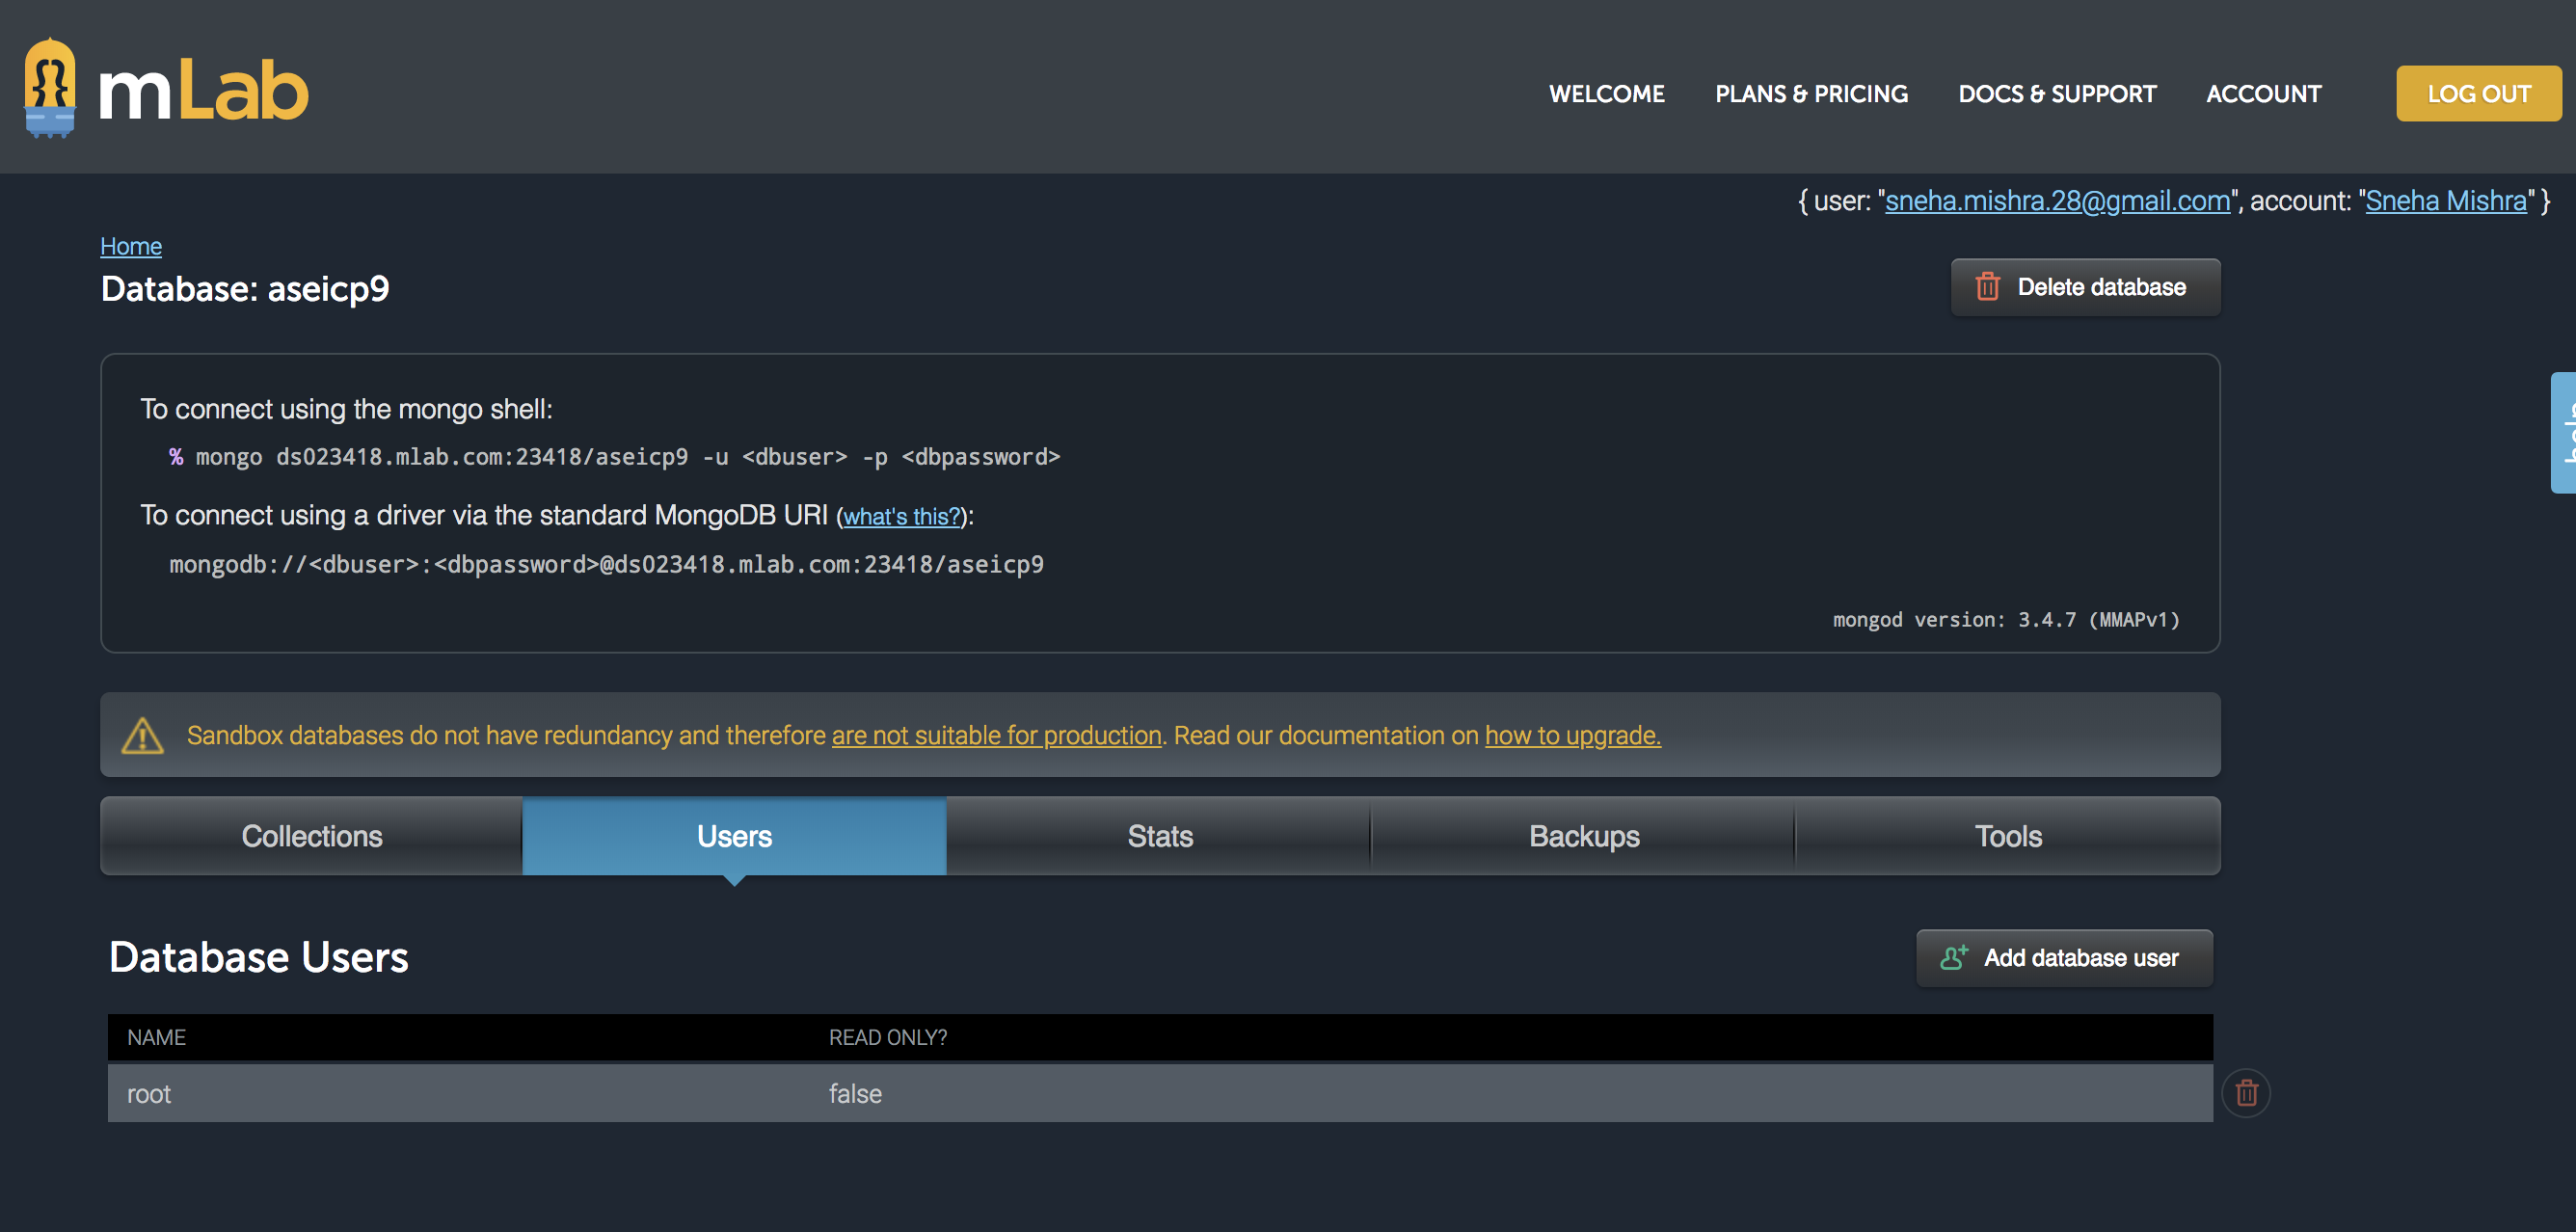 mLab
WELCOME PLANS & PRICING DOCS & SUPPORT ACCOUNT LOG OUT
{ user: "sneha.mishra.28@gmail.com", account: "Sneha Mishra" }
Home
Database: aseicp9
Delete database
To connect using the mongo shell:
% mongo ds023418.mlab.com:23418/aseicp9 -u <dbuser> -p <dbpassword>
help
To connect using a driver via the standard MongoDB URI (what's this?):
mongodb://<dbuser>:<dbpassword>@ds023418.mlab.com:23418/aseicp9
mongod version: 3.4.7 (MMAPv1)
Sandbox databases do not have redundancy and therefore are not suitable for production. Read our documentation on how to upgrade.
Collections Users Stats Backups Tools
Database Users
Add database user
NAME READ ONLY?
root false